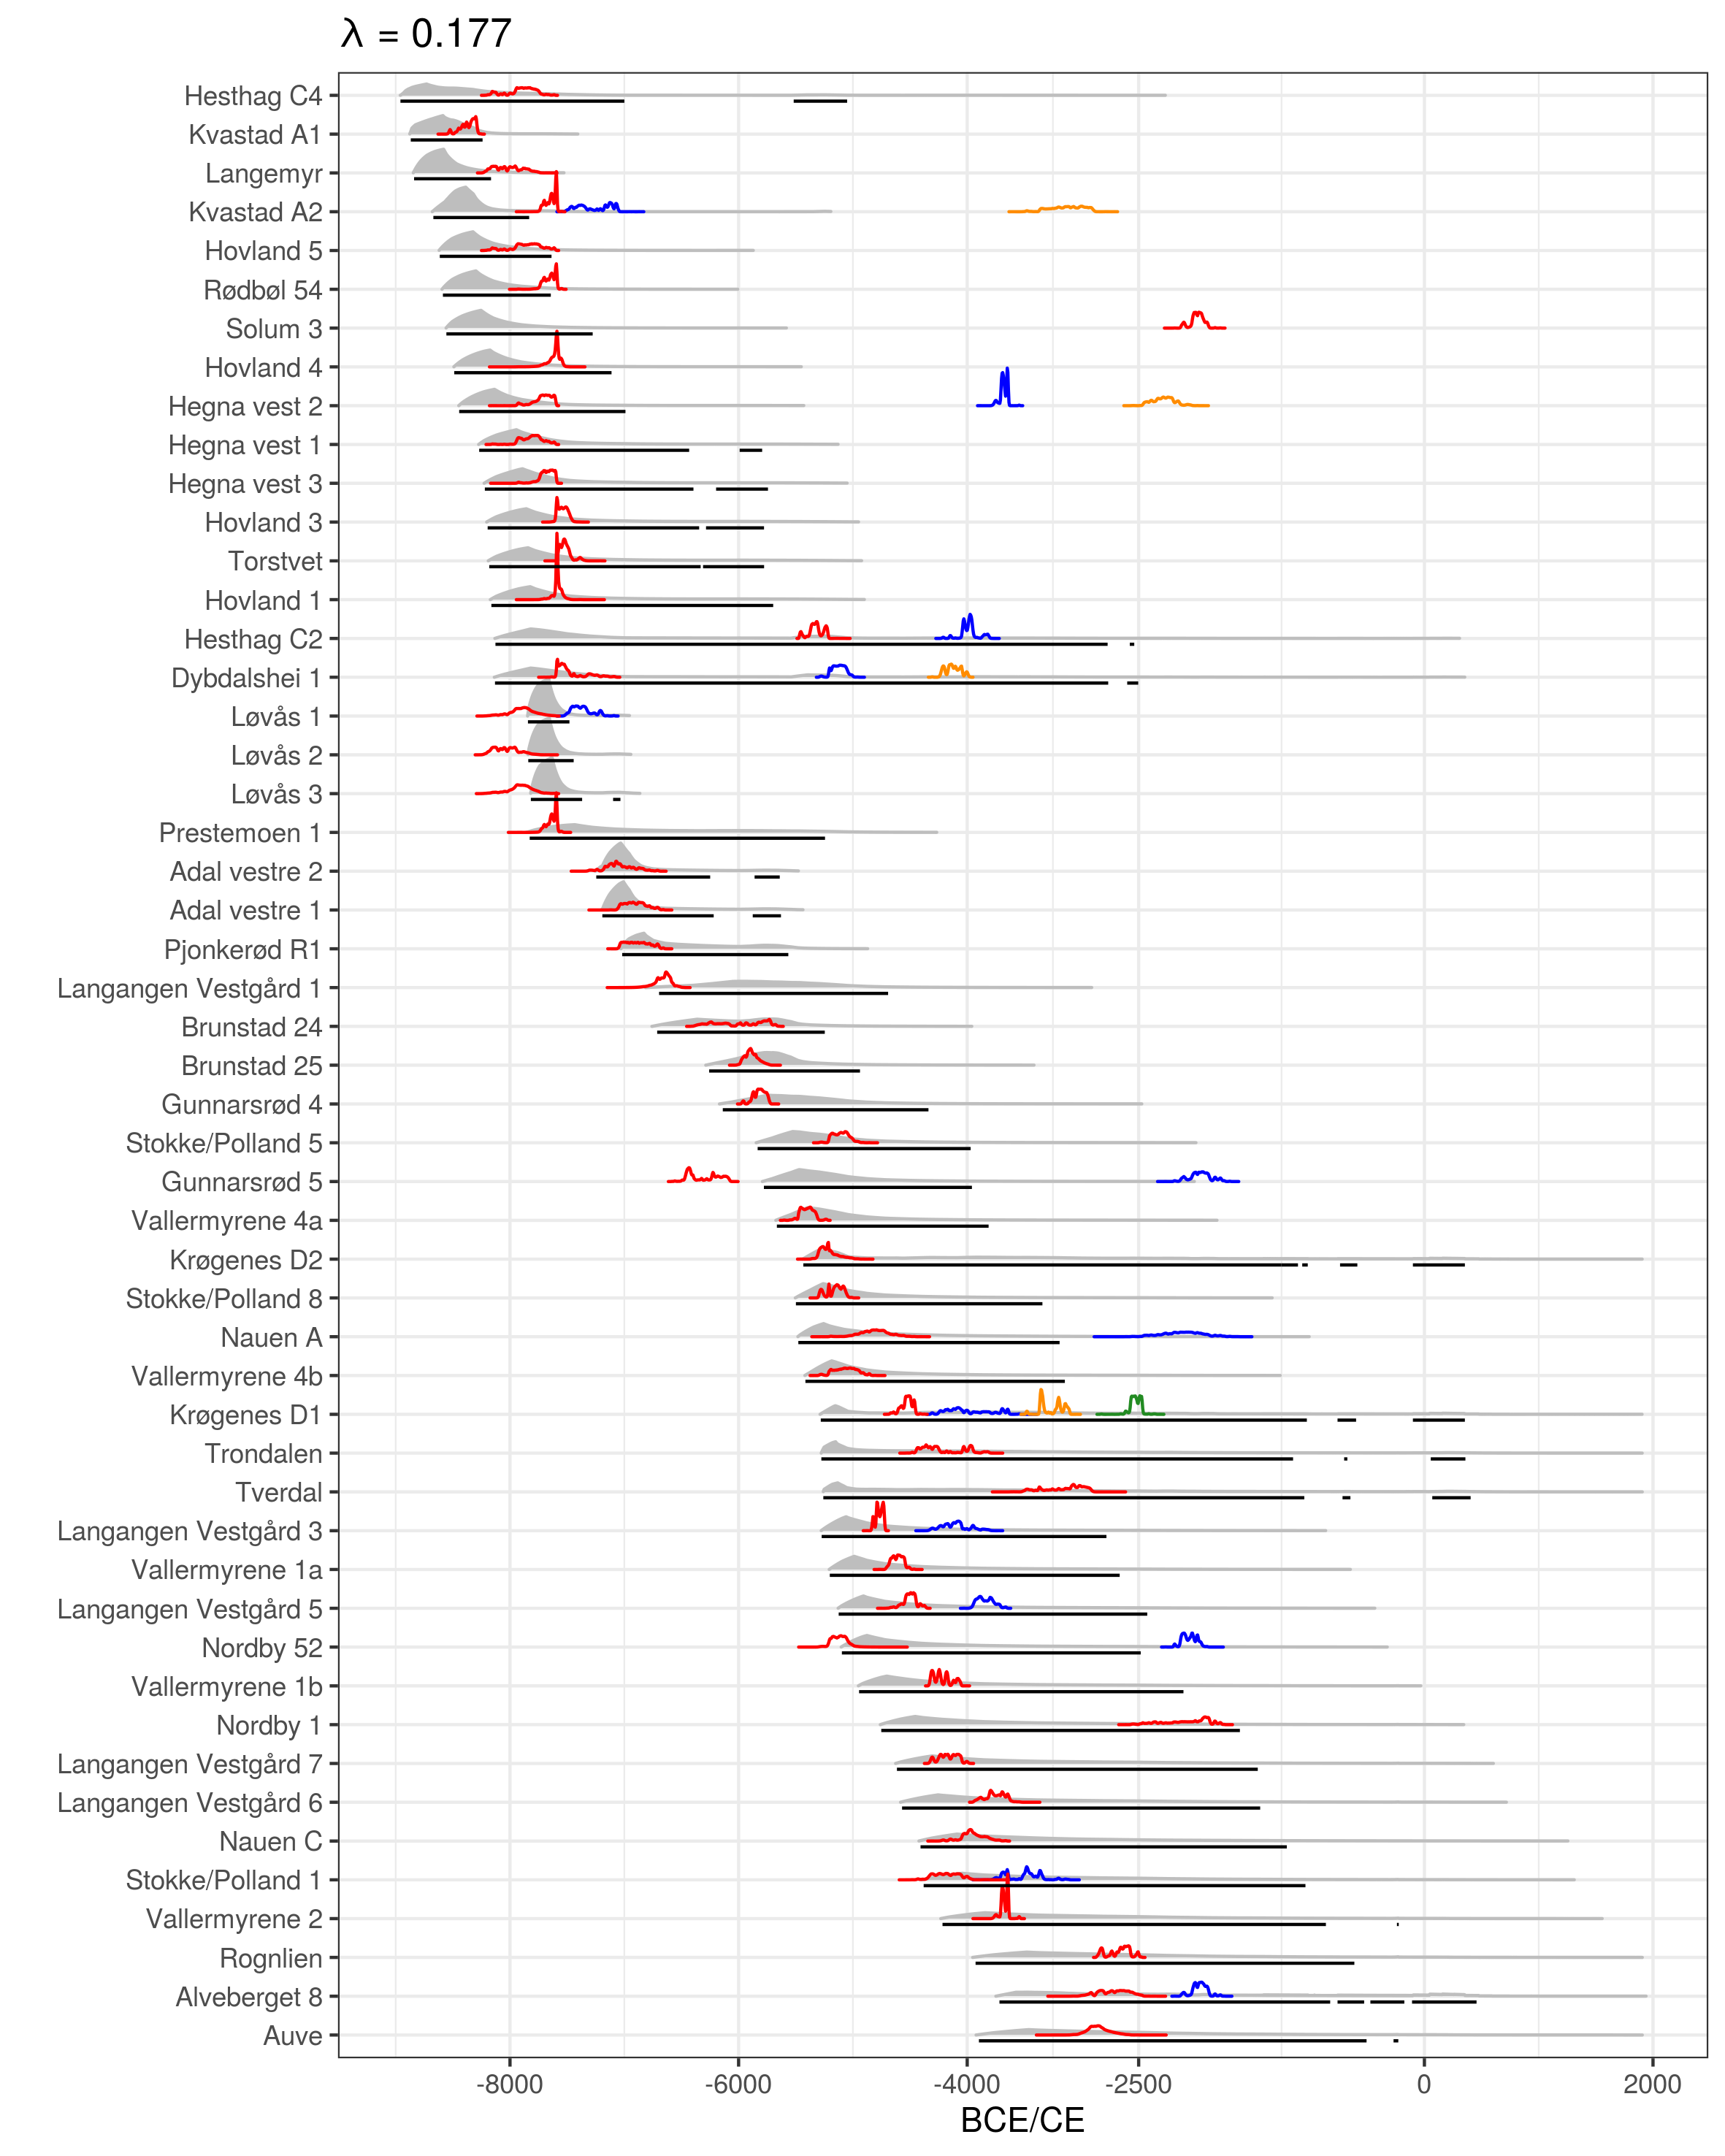 λ = 0.177
Hesthag C4
Kvastad A1
Langemyr
Kvastad A2
Hovland 5
Rødbøl 54
Solum 3
Hovland 4
Hegna vest 2
Hegna vest 1
Hegna vest 3
Hovland 3
Torstvet
Hovland 1
Hesthag C2
Dybdalshei 1
Løvås 1
Løvås 2
Løvås 3
Prestemoen 1
Adal vestre 2
Adal vestre 1
Pjonkerød R1
Langangen Vestgård 1
Brunstad 24
Brunstad 25
Gunnarsrød 4
Stokke/Polland 5
Gunnarsrød 5
Vallermyrene 4a
Krøgenes D2
Stokke/Polland 8
Nauen A
Vallermyrene 4b
Krøgenes D1
Trondalen
Tverdal
Langangen Vestgård 3
Vallermyrene 1a
Langangen Vestgård 5
Nordby 52
Vallermyrene 1b
Nordby 1
Langangen Vestgård 7
Langangen Vestgård 6
Nauen C
Stokke/Polland 1
Vallermyrene 2
Rognlien
Alveberget 8
Auve
-8000 -6000 -4000 -2500 0 2000
BCE/CE